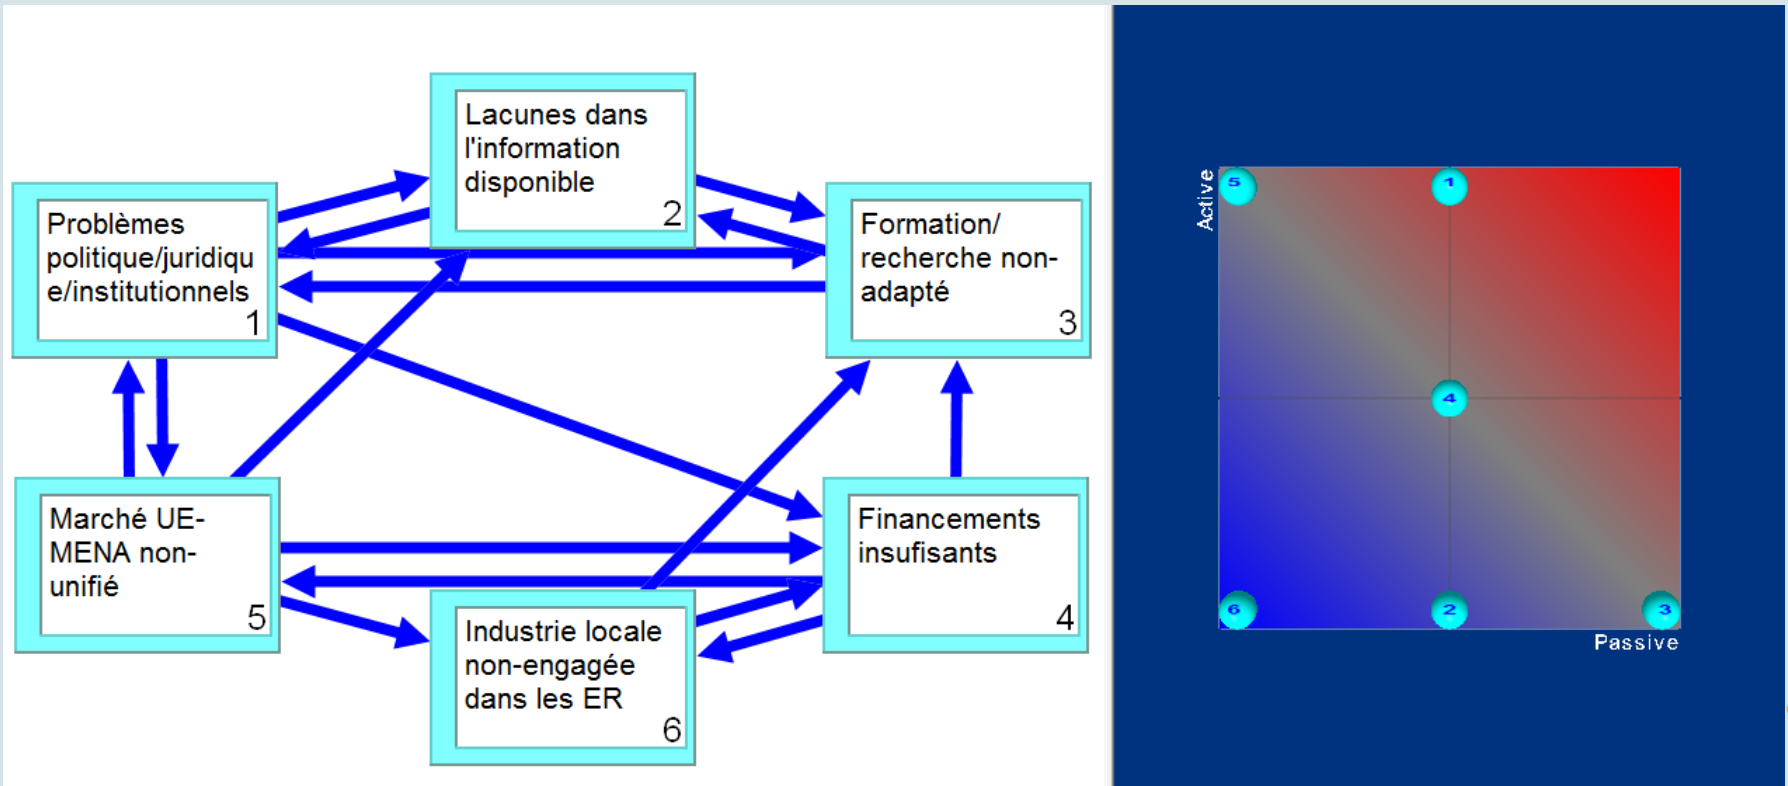 Lacunes dans
l'information
disponible
2
Problèmes
politique/juridiqu
e/institutionnels
1
Formation/
recherche non-
adapté
3
Marché UE-
MENA non-
unifié
5
Financements
insufisants
4
Industrie locale
non-engagée
dans les ER
6
Active
5
1
4
6
2
3
Passive